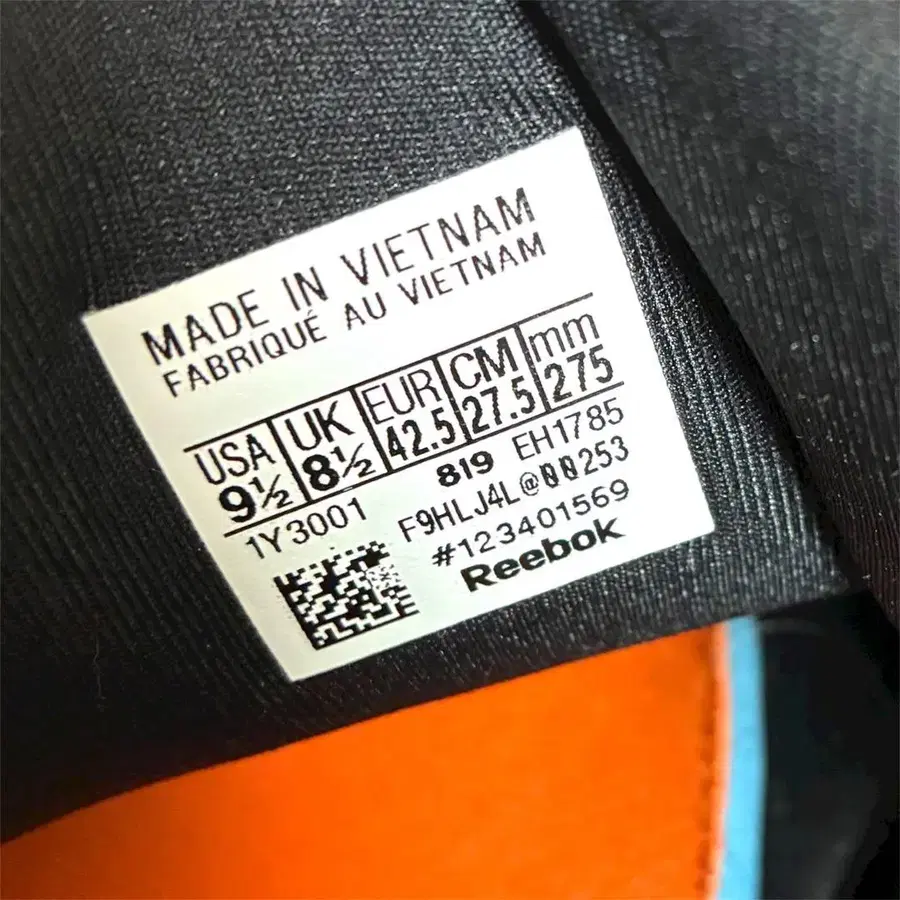 MADE IN VIETNAM
FABRIQUÉ AU VIETNAM
USA UK EUR CM mm
9½ 8½ 42.5 27.5 275
1Y3001 819 EH1785
F9HLJ4L@00253
#123401569
Reebok